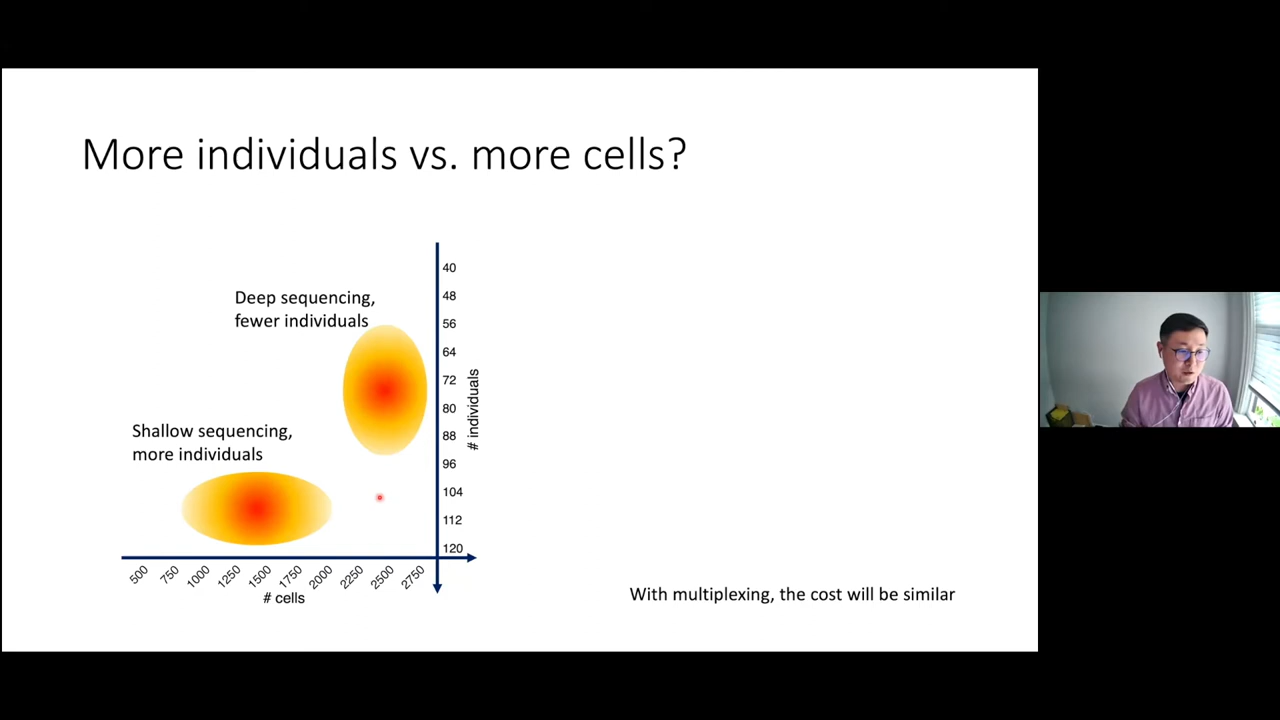 More individuals vs. more cells?
Deep sequencing,
fewer individuals
Shallow sequencing,
more individuals
40
48
56
64
72
80
88
96
104
112
120
# individuals
500
750
1000
1250
1500
1750
2000
2250
2500
2750
# cells
With multiplexing, the cost will be similar